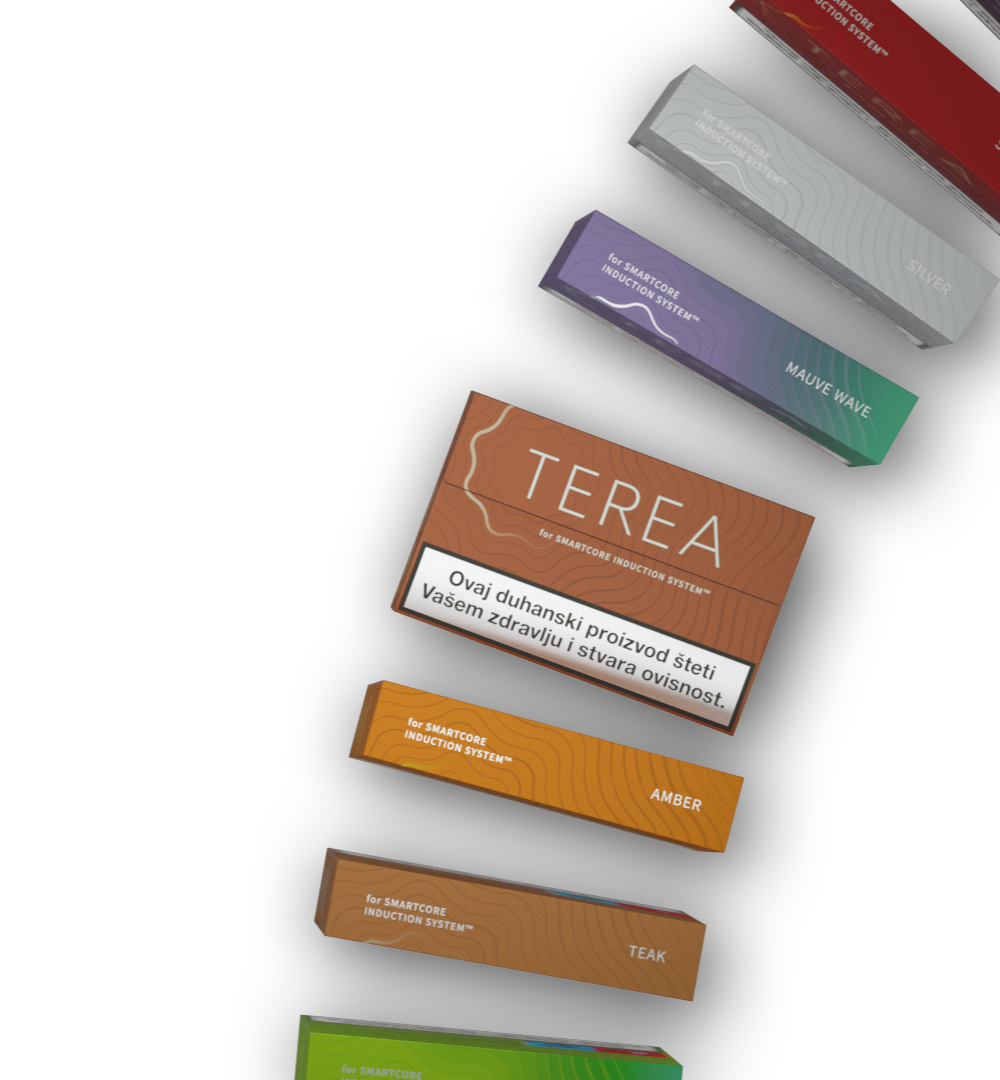 SMARTCORE
INDUCTION SYSTEM™
TEREA
for SMARTCORE
INDUCTION SYSTEM™
SILVER
for SMARTCORE
INDUCTION SYSTEM™
MAUVE WAVE
TEREA
for SMARTCORE INDUCTION SYSTEM™
Ovaj duhanski proizvod šteti
Vašem zdravlju i stvara ovisnost.
for SMARTCORE
INDUCTION SYSTEM™
AMBER
for SMARTCORE
INDUCTION SYSTEM™
TEAK
for SMARTCORE